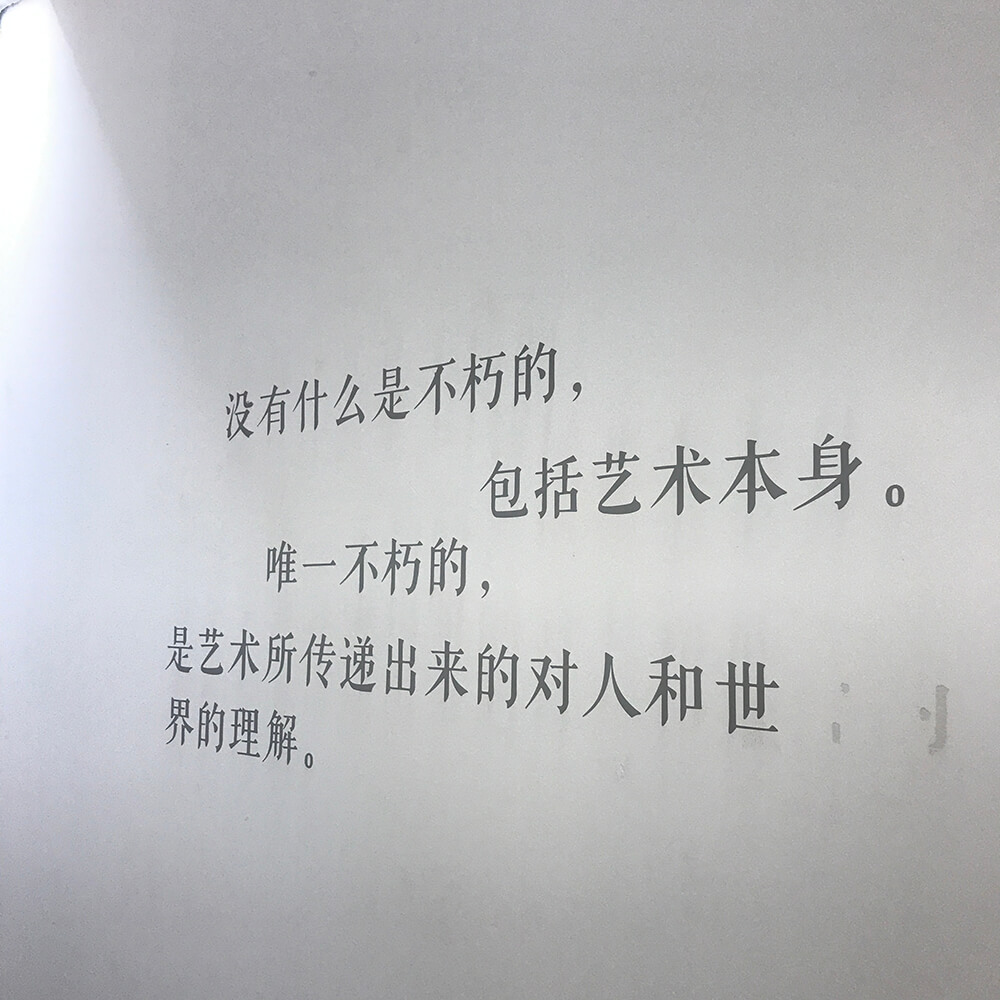 没有什么是不朽的，
包括艺术本身。
唯一不朽的，
是艺术所传递出来的对人和世
界的理解。